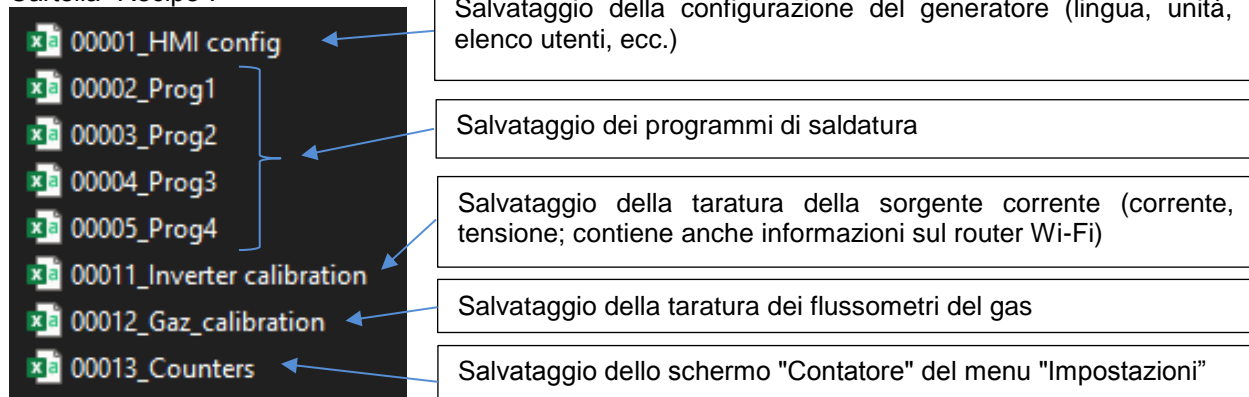 Cartella "Recipe":
00001_HMI config
00002_Prog1
00003_Prog2
00004_Prog3
00005_Prog4
00011_Inverter calibration
00012_Gaz_calibration
00013_Counters
Salvataggio della configurazione del generatore (lingua, unità,
elenco utenti, ecc.)
Salvataggio dei programmi di saldatura
Salvataggio della taratura della sorgente corrente (corrente,
tensione; contiene anche informazioni sul router Wi-Fi)
Salvataggio della taratura dei flussometri del gas
Salvataggio dello schermo "Contatore" del menu "Impostazioni”